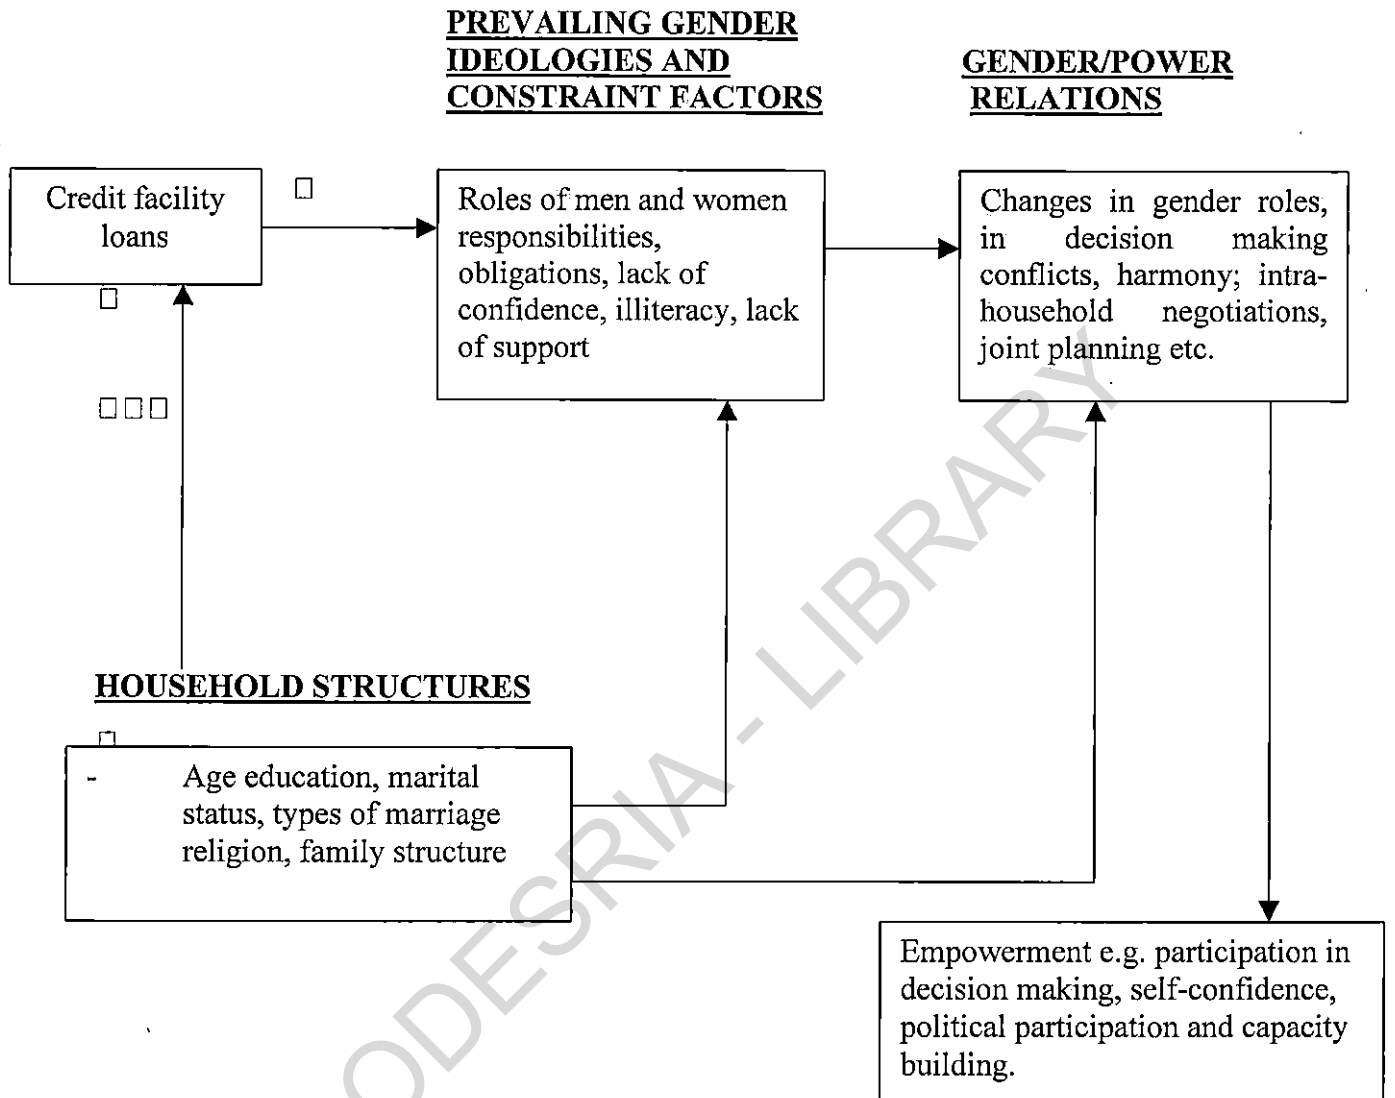 PREVAILING GENDER
IDEOLOGIES AND
CONSTRAINT FACTORS
GENDER/POWER
RELATIONS
Credit facility
loans
Roles of men and women
responsibilities,
obligations, lack of
confidence, illiteracy, lack
of support
Changes in gender roles,
in decision making
conflicts, harmony; intra-
household negotiations,
joint planning etc.
HOUSEHOLD STRUCTURES
- Age education, marital
status, types of marriage
religion, family structure
Empowerment e.g. participation in
decision making, self-confidence,
political participation and capacity
building.
ODESRIA - LIBRARY